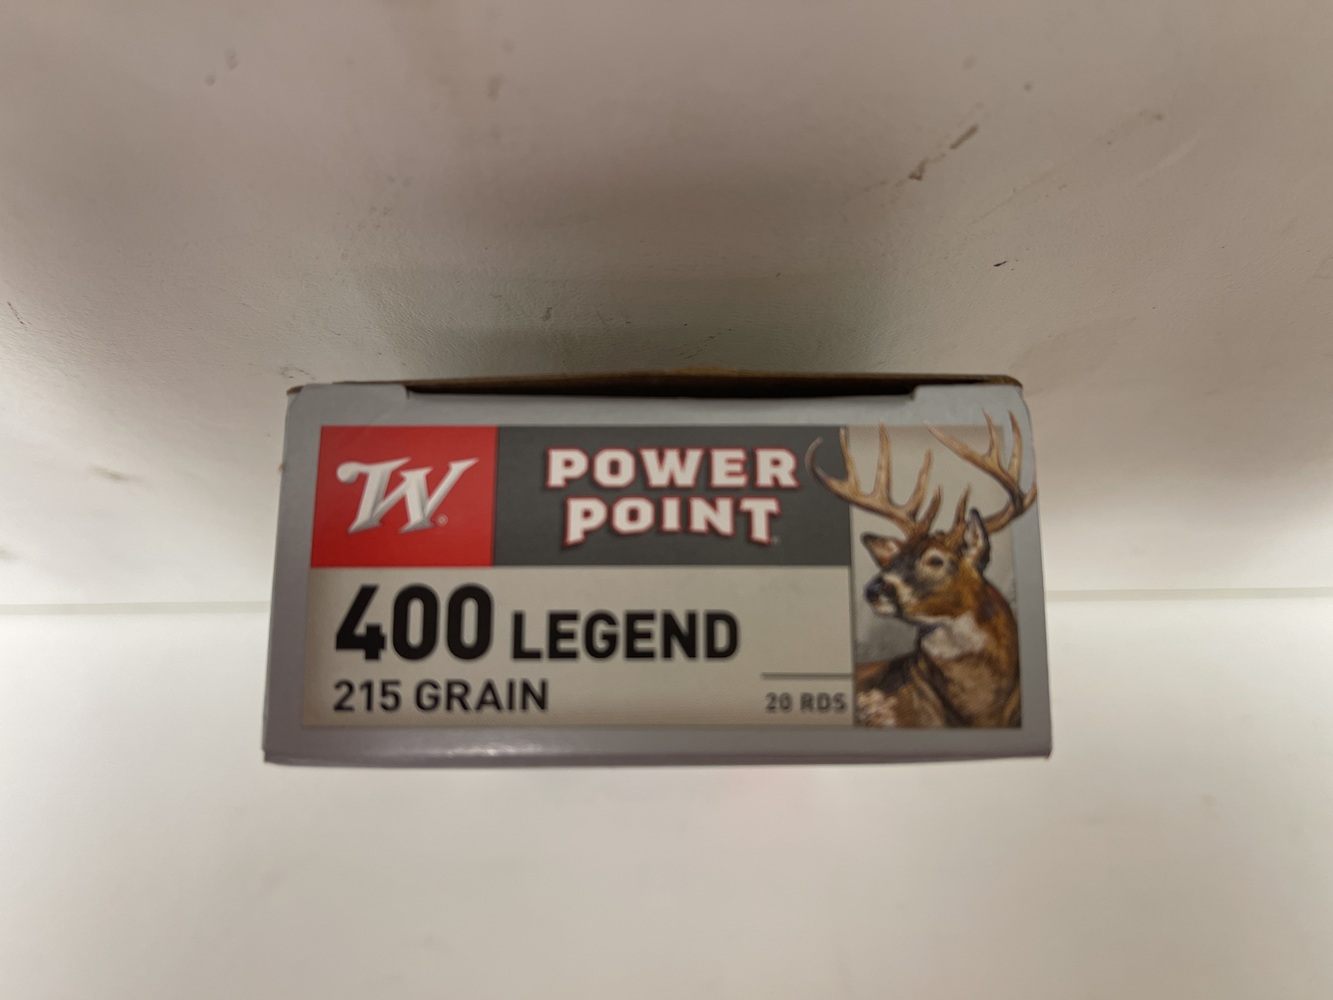 W®
POWER
POINT
400 LEGEND
215 GRAIN
20 RDS